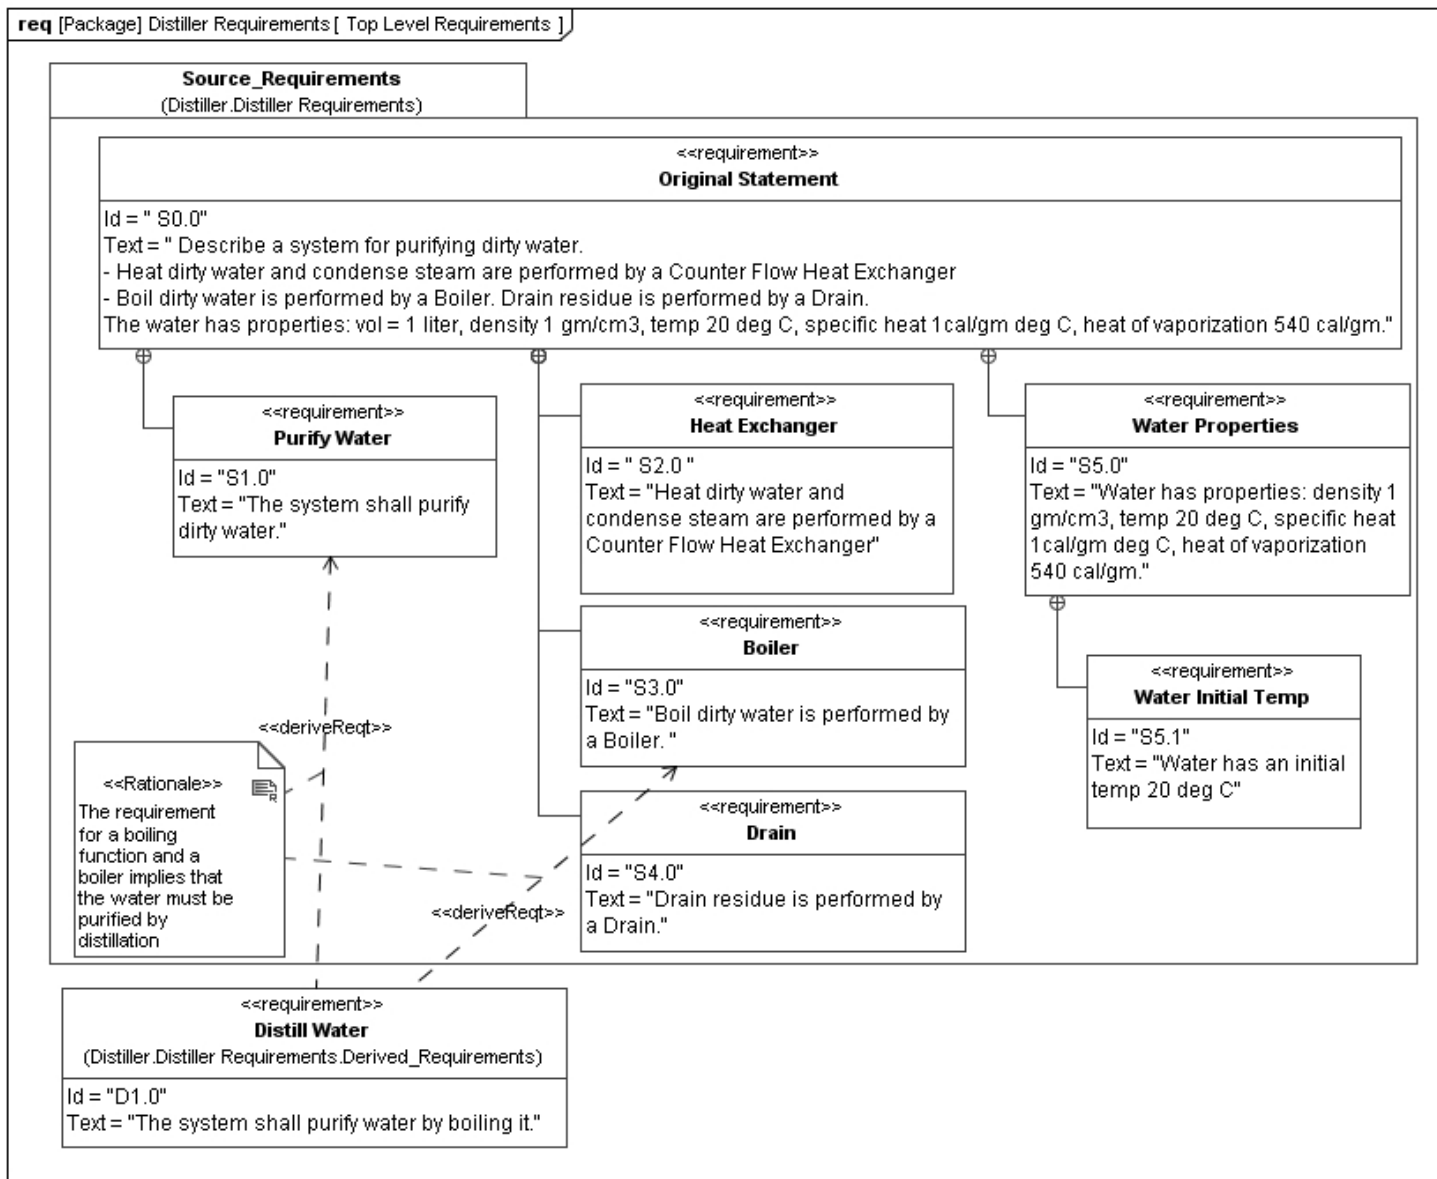 req [Package] Distiller Requirements [ Top Level Requirements ]
Source_Requirements
(Distiller.Distiller Requirements)
<<requirement>>
Original Statement
Id = " S0.0"
Text = " Describe a system for purifying dirty water.
- Heat dirty water and condense steam are performed by a Counter Flow Heat Exchanger
- Boil dirty water is performed by a Boiler. Drain residue is performed by a Drain.
The water has properties: vol = 1 liter, density 1 gm/cm3, temp 20 deg C, specific heat 1cal/gm deg C, heat of vaporization 540 cal/gm."
<<requirement>>
Purify Water
Id = "S1.0"
Text = "The system shall purify
dirty water."
<<requirement>>
Heat Exchanger
Id = " S2.0 "
Text = "Heat dirty water and
condense steam are performed by a
Counter Flow Heat Exchanger"
<<requirement>>
Water Properties
Id = "S5.0"
Text = "Water has properties: density 1
gm/cm3, temp 20 deg C, specific heat
1cal/gm deg C, heat of vaporization
540 cal/gm."
<<requirement>>
Boiler
Id = "S3.0"
Text = "Boil dirty water is performed by
a Boiler. "
<<requirement>>
Water Initial Temp
Id = "S5.1"
Text = "Water has an initial
temp 20 deg C"
<<deriveReqt>>
<<Rationale>>
R
The requirement
for a boiling
function and a
boiler implies that
the water must be
purified by
distillation
<<requirement>>
Drain
Id = "S4.0"
Text = "Drain residue is performed by
a Drain."
<<deriveReqt>>
<<requirement>>
Distill Water
(Distiller.Distiller Requirements.Derived_Requirements)
Id = "D1.0"
Text = "The system shall purify water by boiling it."